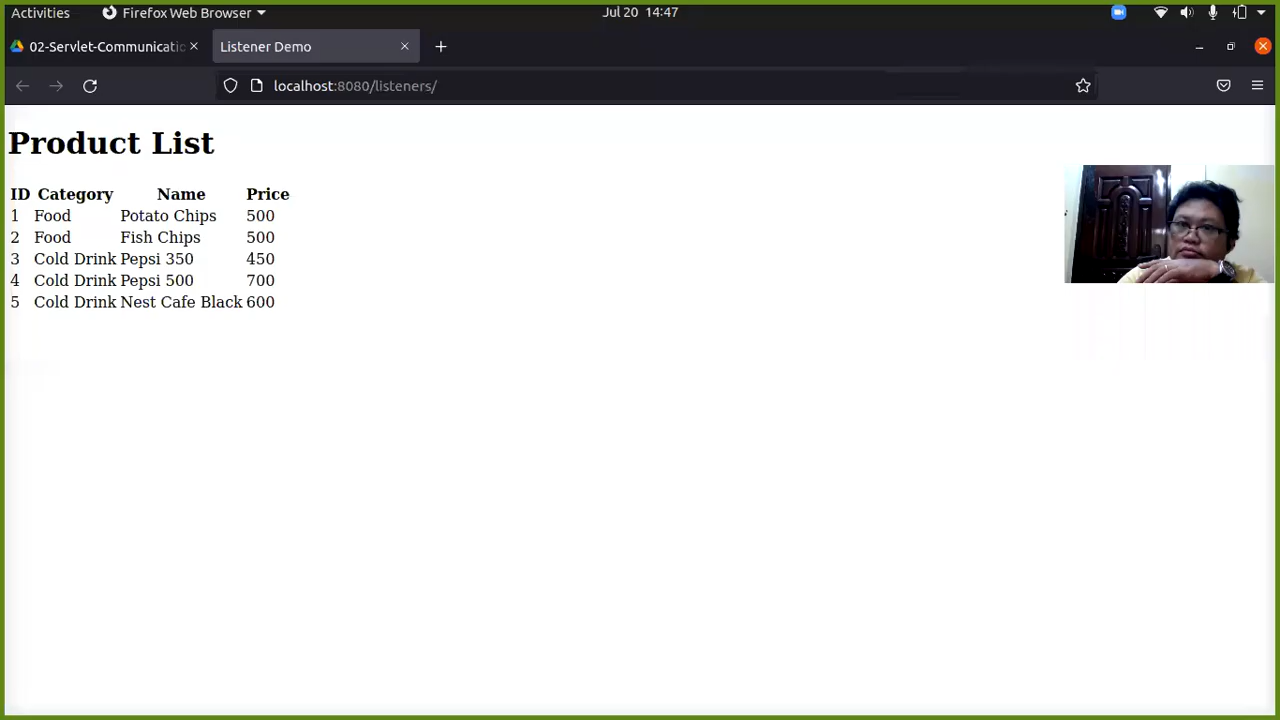 Activities
Firefox Web Browser
Jul 20 14:47
02-Servlet-Communicatio
Listener Demo
localhost:8080/listeners/
Product List
ID Category Name Price
1 Food Potato Chips 500
2 Food Fish Chips 500
3 Cold Drink Pepsi 350 450
4 Cold Drink Pepsi 500 700
5 Cold Drink Nest Cafe Black 600